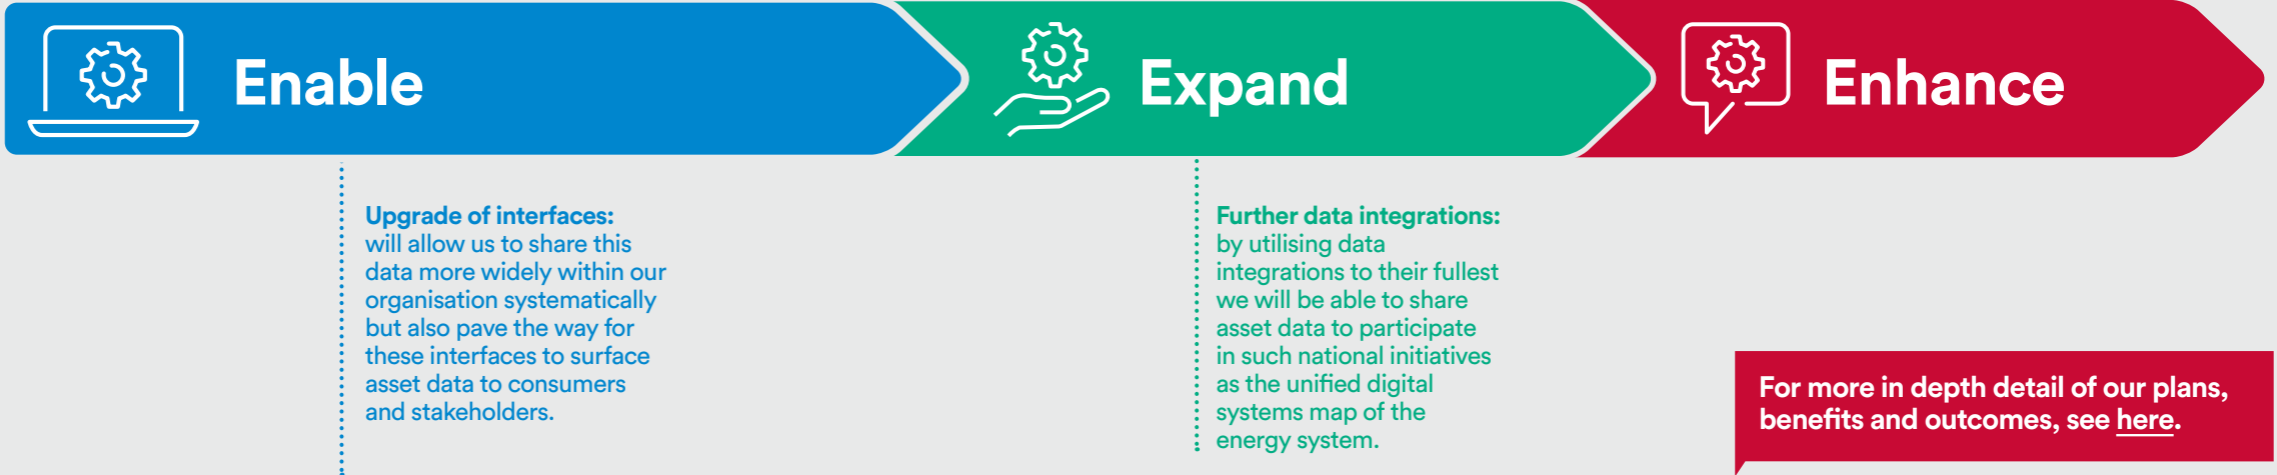 Enable
Expand
Enhance
Upgrade of interfaces:
will allow us to share this
data more widely within our
organisation systematically
but also pave the way for
these interfaces to surface
asset data to consumers
and stakeholders.
Further data integrations:
by utilising data
integrations to their fullest
we will be able to share
asset data to participate
in such national initiatives
as the unified digital
systems map of the
energy system.
For more in depth detail of our plans,
benefits and outcomes, see here.